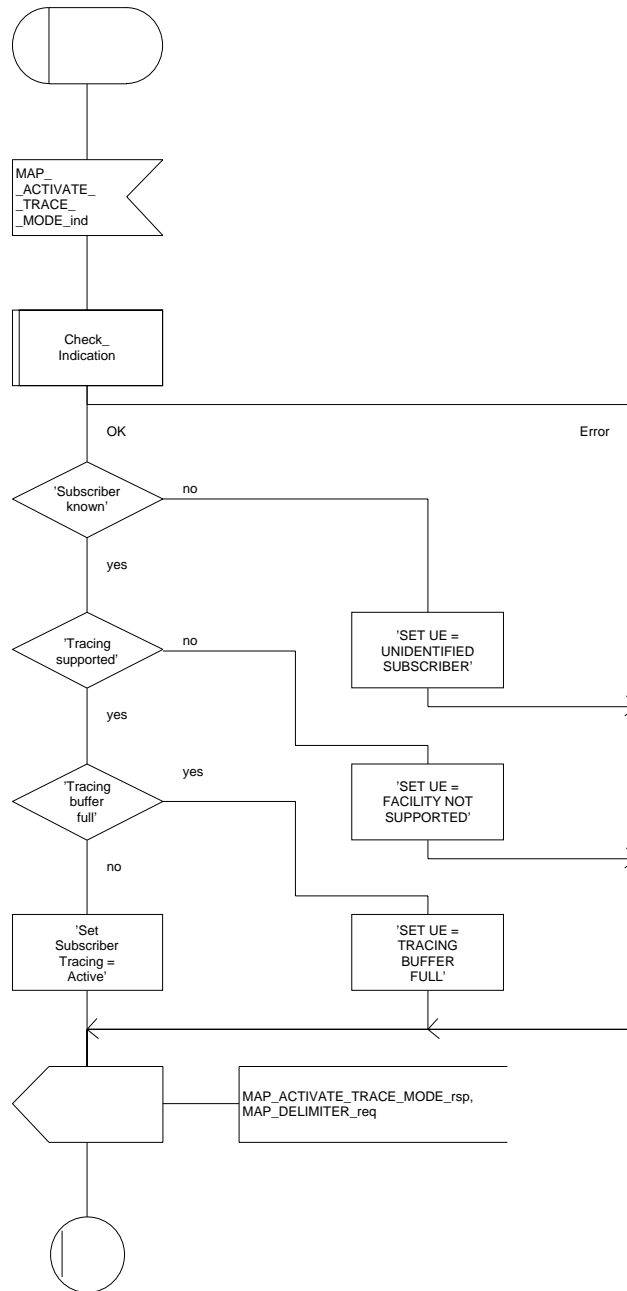 MAP_
_ACTIVATE_
_TRACE_
_MODE_ind
Check_
Indication
OK
Error
'Subscriber
known'
no
yes
'SET UE =
UNIDENTIFIED
SUBSCRIBER'
'Tracing
supported'
no
yes
'SET UE =
FACILITY NOT
SUPPORTED'
'Tracing
buffer
full'
yes
no
'Set
Subscriber
Tracing =
Active'
'SET UE =
TRACING
BUFFER
FULL'
MAP_ACTIVATE_TRACE_MODE_rsp,
MAP_DELIMITER_req